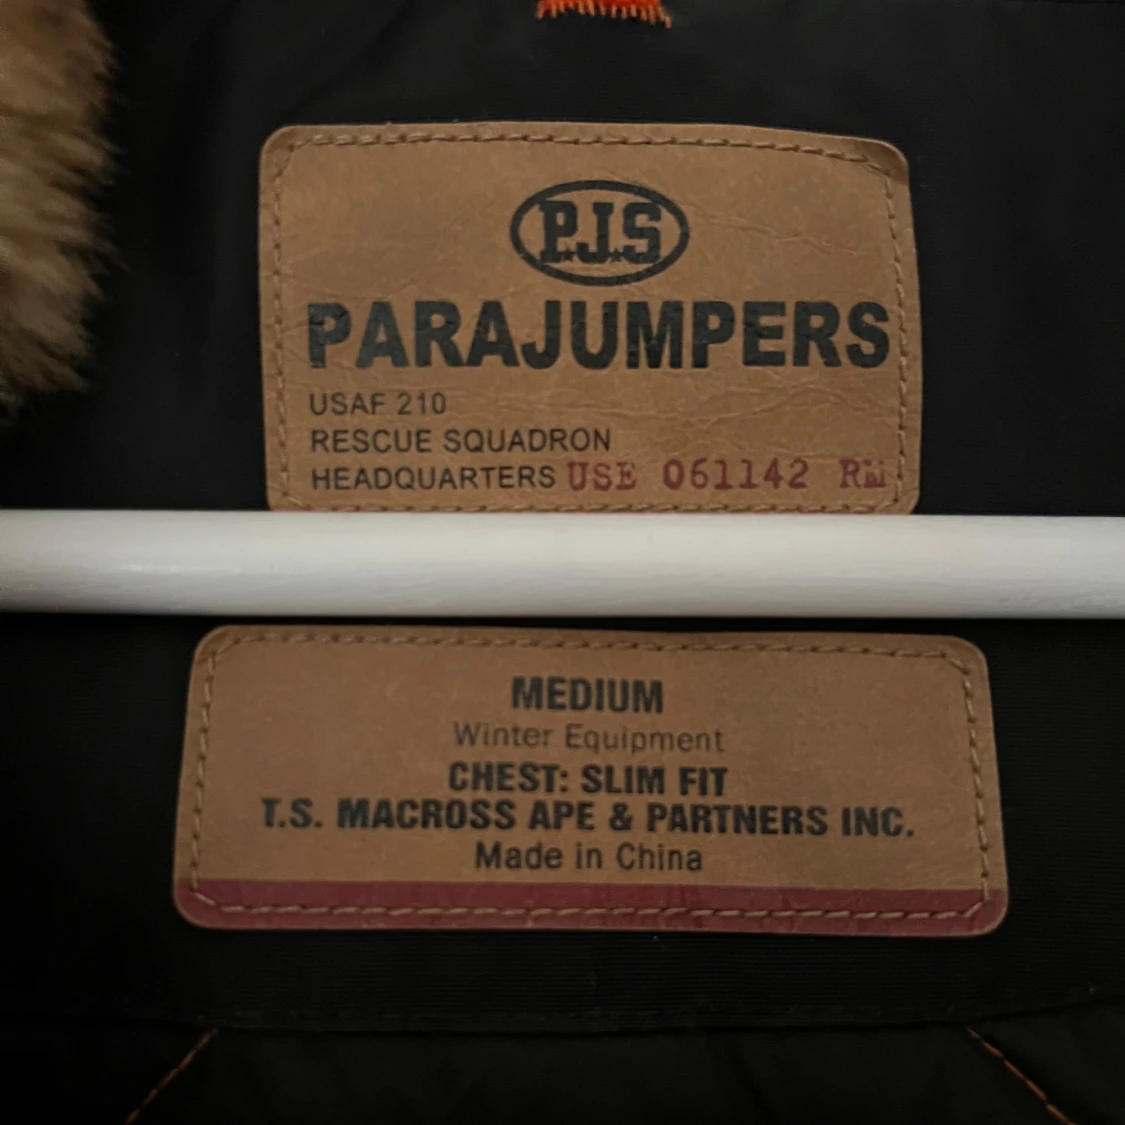 P.J.S
PARAJUMPERS
USAF 210
RESCUE SQUADRON
HEADQUARTERS USE 061142 RW
MEDIUM
Winter Equipment
CHEST: SLIM FIT
T.S. MACROSS APE & PARTNERS INC.
Made in China